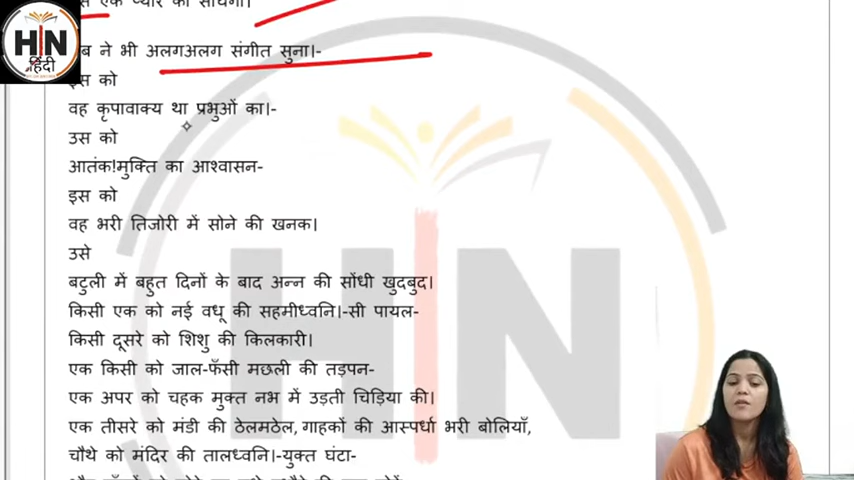 एक प्यार का साधेगा।
HIN
हिंदी
ने भी अलगअलग संगीत सुना।-
इस को
वह कृपावाक्य था प्रभुओं का।-
उस को
आतंक!मुक्ति का आश्वासन-
इस को
वह भरी तिजोरी में सोने की खनक।
उसे
बटुली में बहुत दिनों के बाद अन्न की सोंधी खुदबुद।
किसी एक को नई वधू की सहमीध्वनि।-सी पायल-
किसी दूसरे को शिशु की किलकारी।
एक किसी को जाल-फँसी मछली की तड़पन-
एक अपर को चहक मुक्त नभ में उड़ती चिड़िया की।
एक तीसरे को मंडी की ठेलमठेल,गाहकों की आस्पर्धा भरी बोलियाँ,
चौथे को मंदिर की तालध्वनि।-युक्त घंटा-
HIN